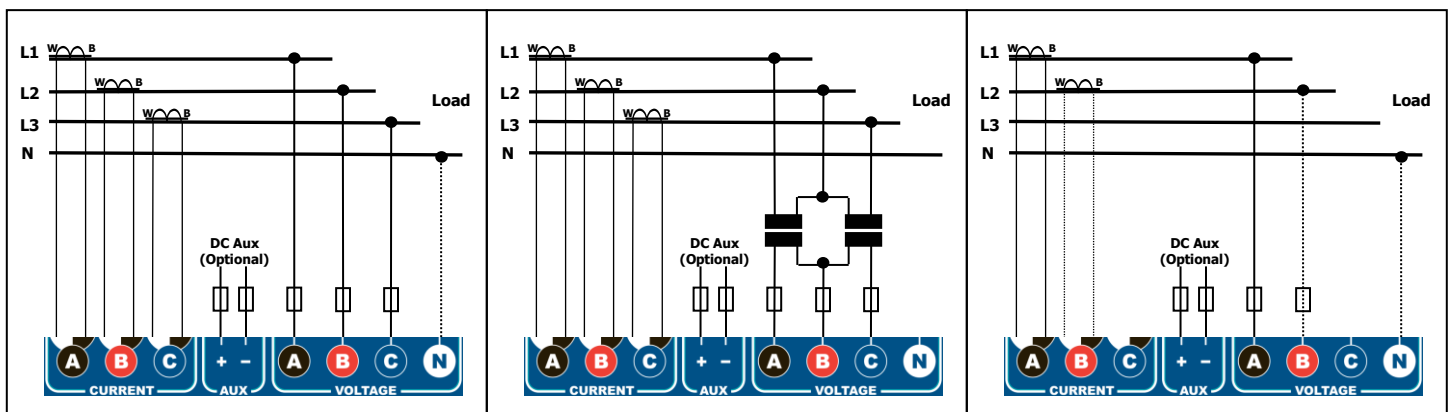 L1 W B
L2 W B
Load
L3 W B
N
DC Aux
(Optional)
A B C + − A B C N
CURRENT AUX VOLTAGE
L1 W B
L2 W B
Load
L3 W B
N
DC Aux
(Optional)
A B C + − A B C N
CURRENT AUX VOLTAGE
L1 W B
L2 W B
Load
L3
N
DC Aux
(Optional)
A B C + − A B C N
CURRENT AUX VOLTAGE